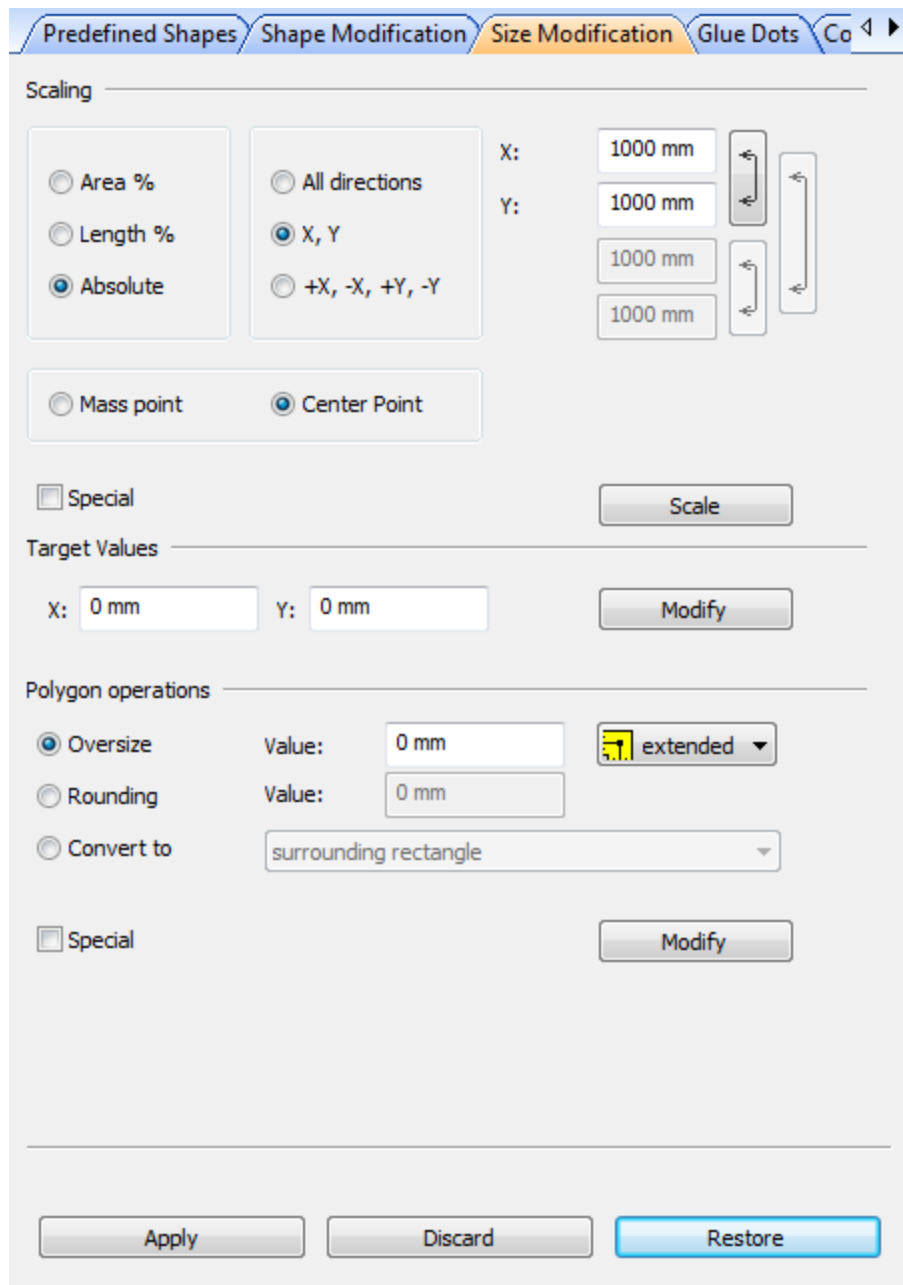 Predefined Shapes Shape Modification Size Modification Glue Dots Co
Scaling
Area % All directions X: 1000 mm
Length % X, Y Y: 1000 mm
Absolute +X, -X, +Y, -Y 1000 mm
1000 mm
Mass point Center Point
Special Scale
Target Values
X: 0 mm Y: 0 mm Modify
Polygon operations
Oversize Value: 0 mm extended
Rounding Value: 0 mm
Convert to surrounding rectangle
Special Modify
Apply Discard Restore